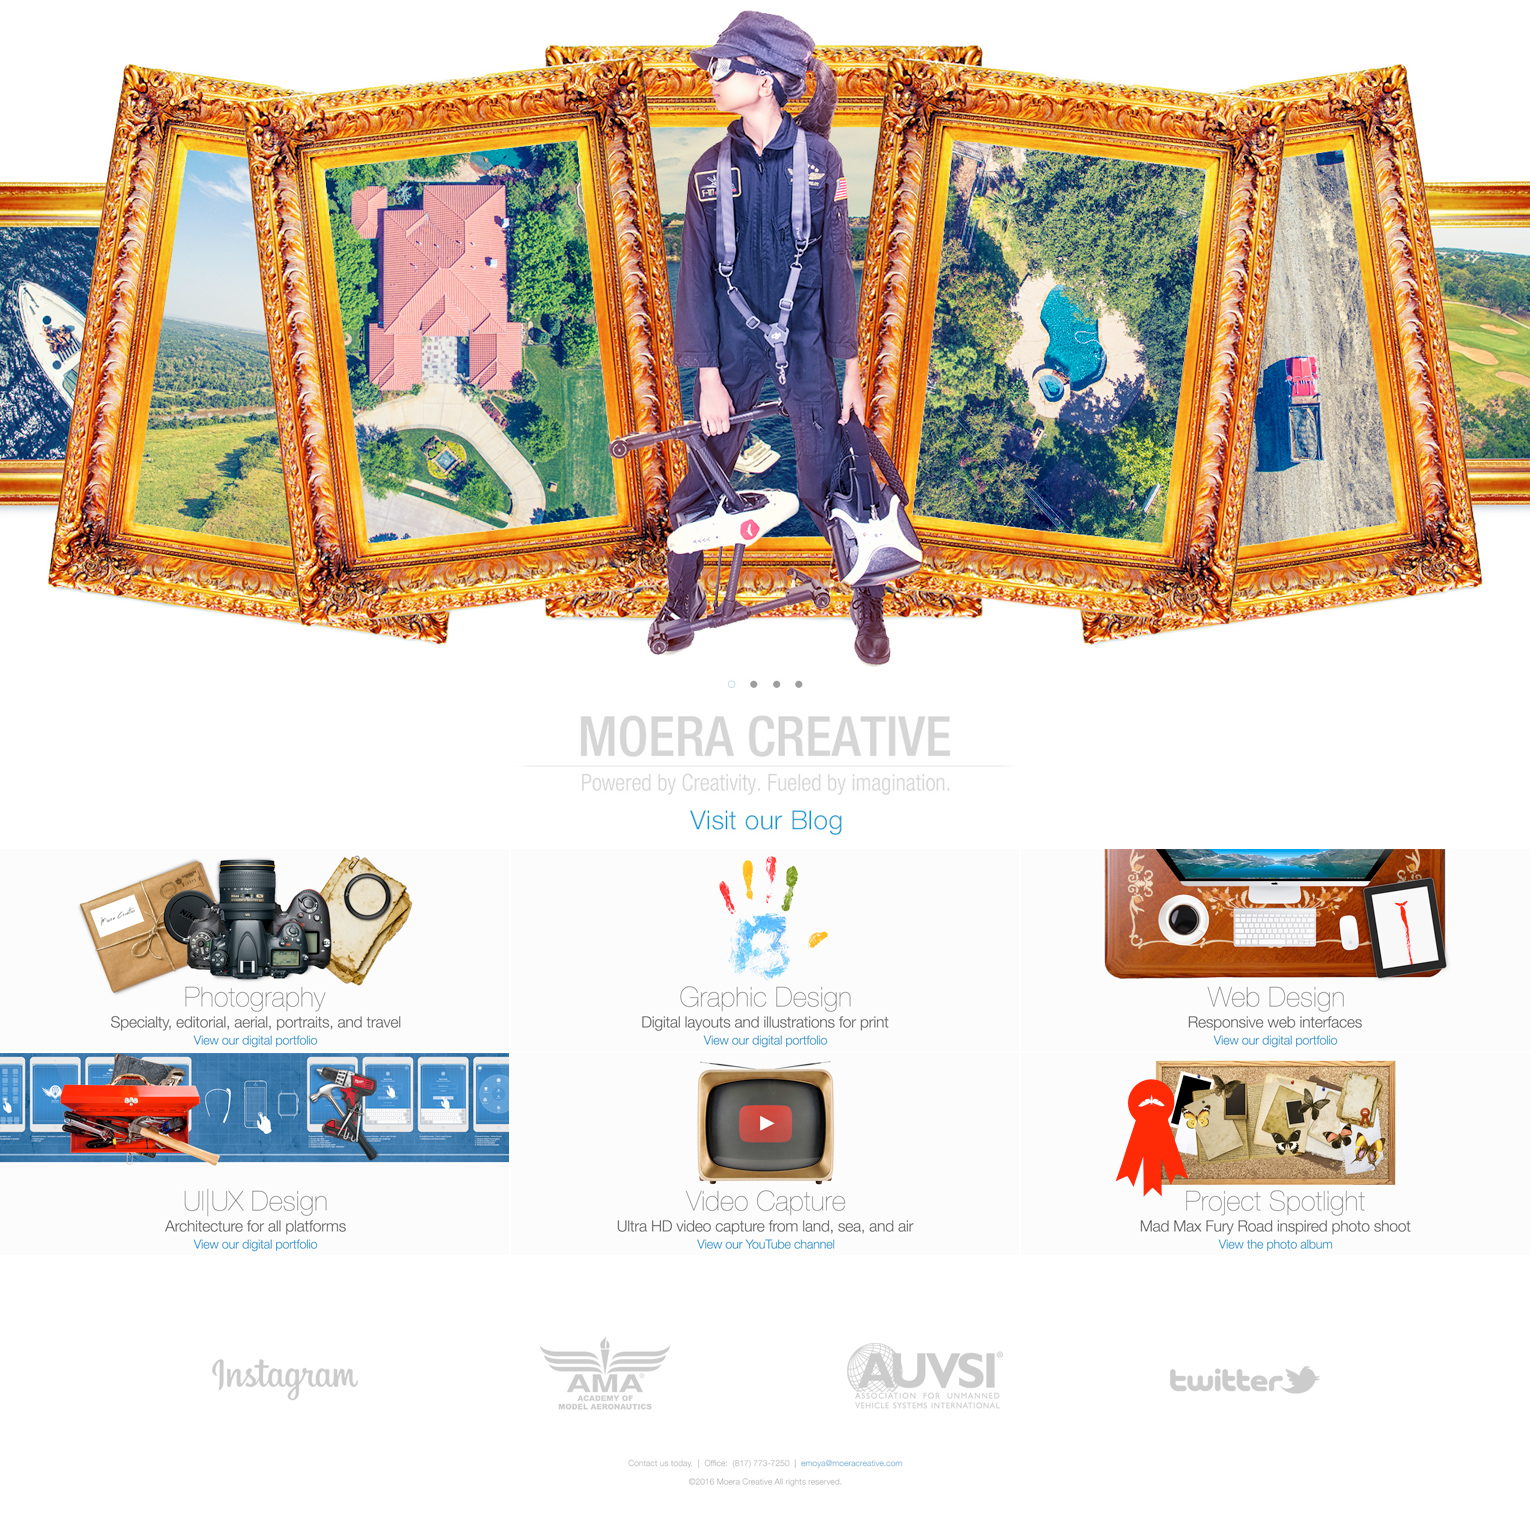 MOERA CREATIVE
Powered by Creativity. Fueled by imagination.
Visit our Blog
Moera Creative
Photography
Specialty, editorial, aerial, portraits, and travel
View our digital portfolio
Graphic Design
Digital layouts and illustrations for print
View our digital portfolio
Web Design
Responsive web interfaces
View our digital portfolio
UI|UX Design
Architecture for all platforms
View our digital portfolio
Video Capture
Ultra HD video capture from land, sea, and air
View our YouTube channel
Project Spotlight
Mad Max Fury Road inspired photo shoot
View the photo album
Instagram
AMA®
ACADEMY OF
MODEL AERONAUTICS
AUVSI®
ASSOCIATION FOR UNMANNED
VEHICLE SYSTEMS INTERNATIONAL
twitter
Contact us today. | Office: (817) 773-7250 | emoya@moeracreative.com
©2016 Moera Creative All rights reserved.